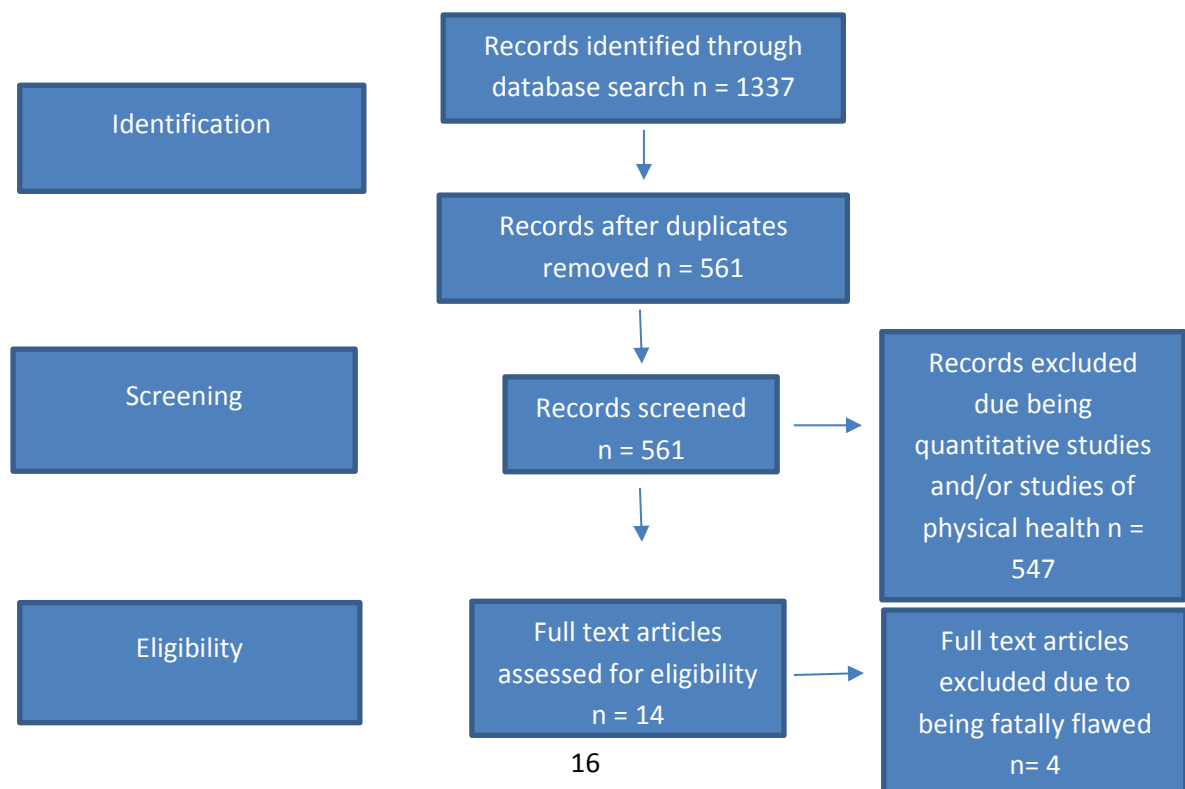 Records identified through
database search n = 1337
Identification
Records after duplicates
removed n = 561
Screening
Records screened
n = 561
Records excluded
due being
quantitative studies
and/or studies of
physical health n =
547
Eligibility
Full text articles
assessed for eligibility
n = 14
Full text articles
excluded due to
being fatally flawed
n= 4
16